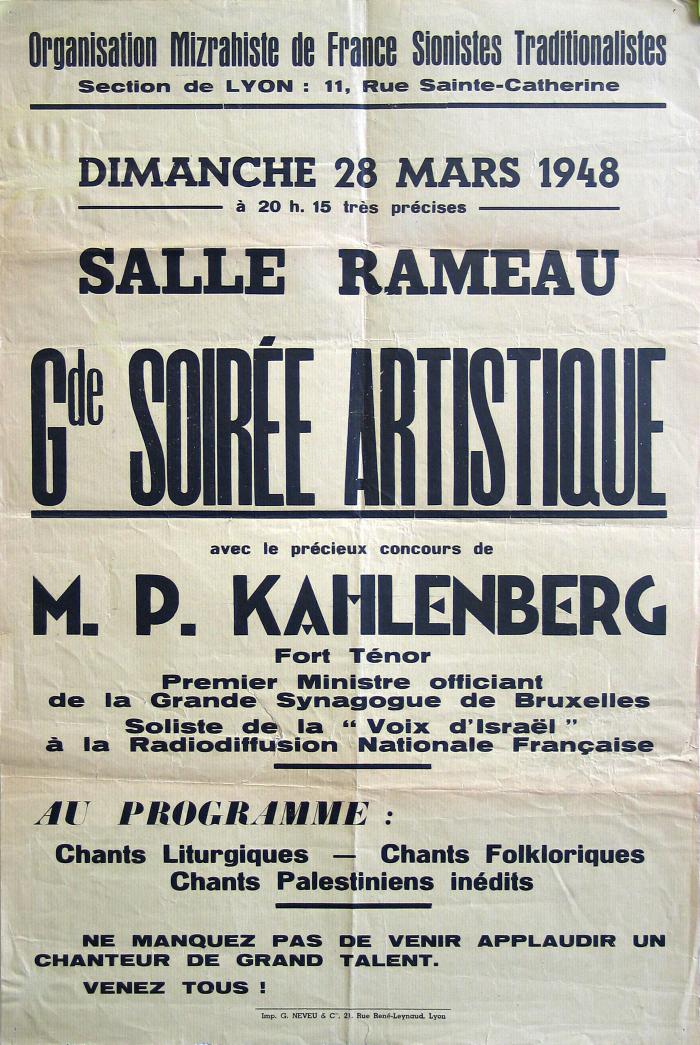 Organisation Mizrahiste de France Sionistes Traditionalistes
Section de LYON : 11, Rue Sainte-Catherine
DIMANCHE 28 MARS 1948
à 20 h. 15 très précises
SALLE RAMEAU
Gde SOIRÉE ARTISTIQUE
avec le précieux concours de
M. P. KAHLENBERG
Fort Ténor
Premier Ministre officiant
de la Grande Synagogue de Bruxelles
Soliste de la “ Voix d'Israël ”
à la Radiodiffusion Nationale Française
AU PROGRAMME :
Chants Liturgiques — Chants Folkloriques
Chants Palestiniens inédits
NE MANQUEZ PAS DE VENIR APPLAUDIR UN
CHANTEUR DE GRAND TALENT.
VENEZ TOUS !
Imp. G. NEVEU & Cie, 21. Rue René-Leynaud, Lyon